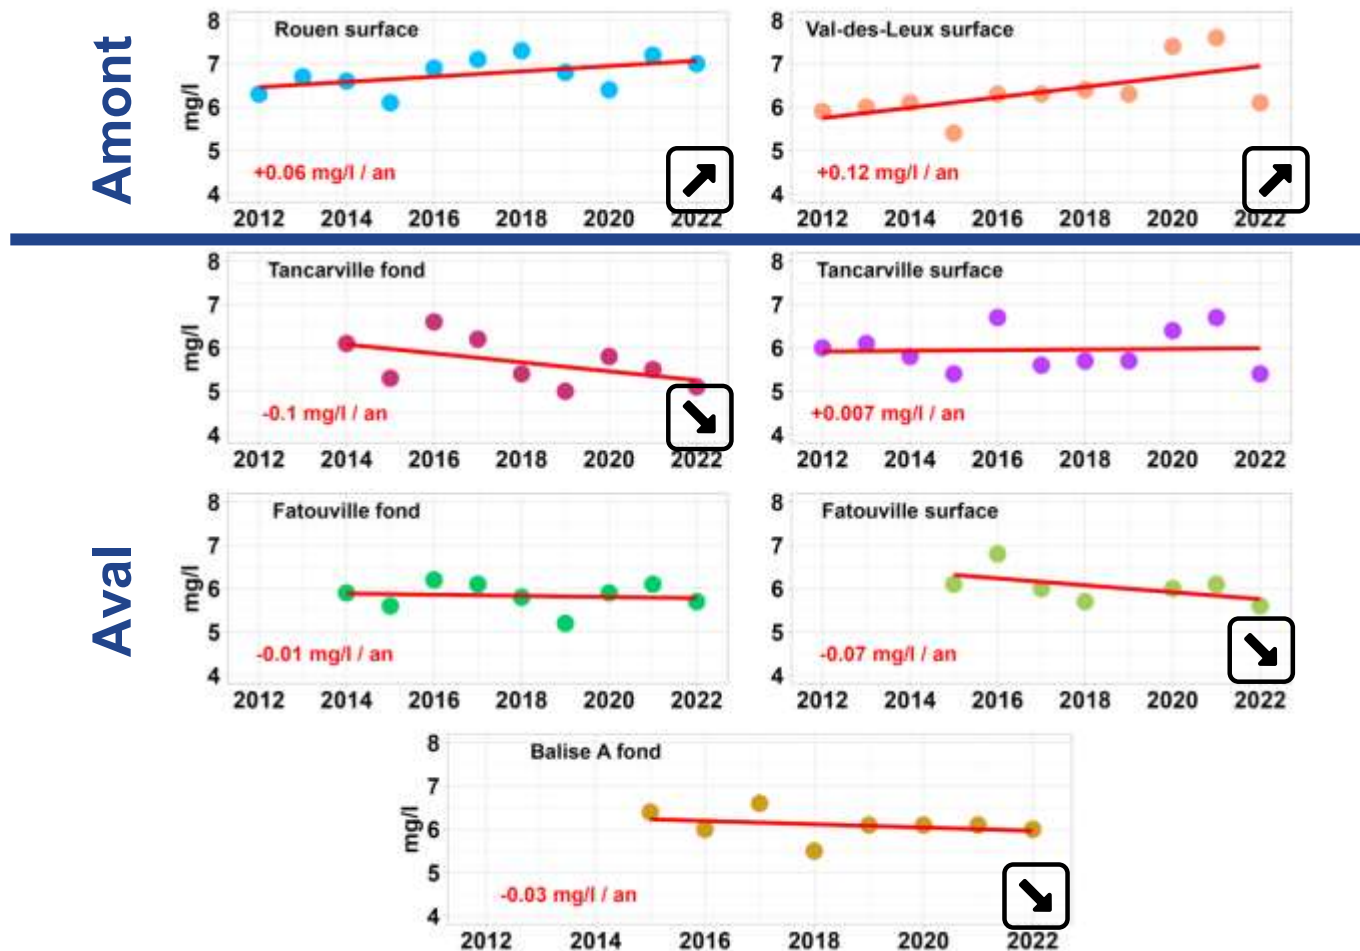 Amont
Rouen surface
8
7
6
5
4
mg/l
+0.06 mg/l / an
2012 2014 2016 2018 2020 2022
Val-des-Leux surface
8
7
6
5
4
+0.12 mg/l / an
2012 2014 2016 2018 2020 2022
Aval
Tancarville fond
8
7
6
5
4
mg/l
-0.1 mg/l / an
2012 2014 2016 2018 2020 2022
Tancarville surface
8
7
6
5
4
+0.007 mg/l / an
2012 2014 2016 2018 2020 2022
Fatouville fond
8
7
6
5
4
mg/l
-0.01 mg/l / an
2012 2014 2016 2018 2020 2022
Fatouville surface
8
7
6
5
4
-0.07 mg/l / an
2012 2014 2016 2018 2020 2022
Balise A fond
8
7
6
5
4
mg/l
-0.03 mg/l / an
2012 2014 2016 2018 2020 2022